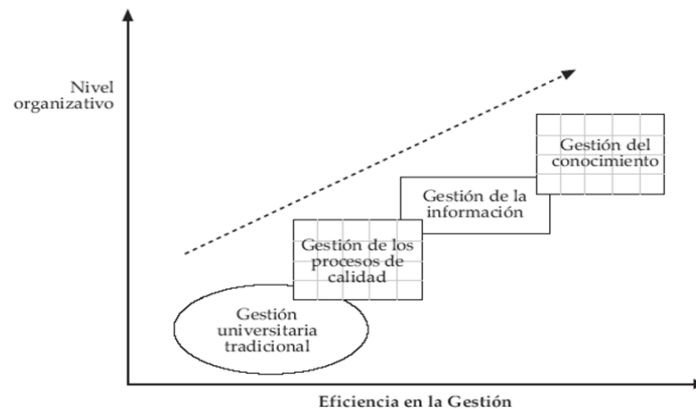 Nivel
organizativo
Gestión del
conocimiento
Gestión de la
información
Gestión de los
procesos de
calidad
Gestión
universitaria
tradicional
Eficiencia en la Gestión